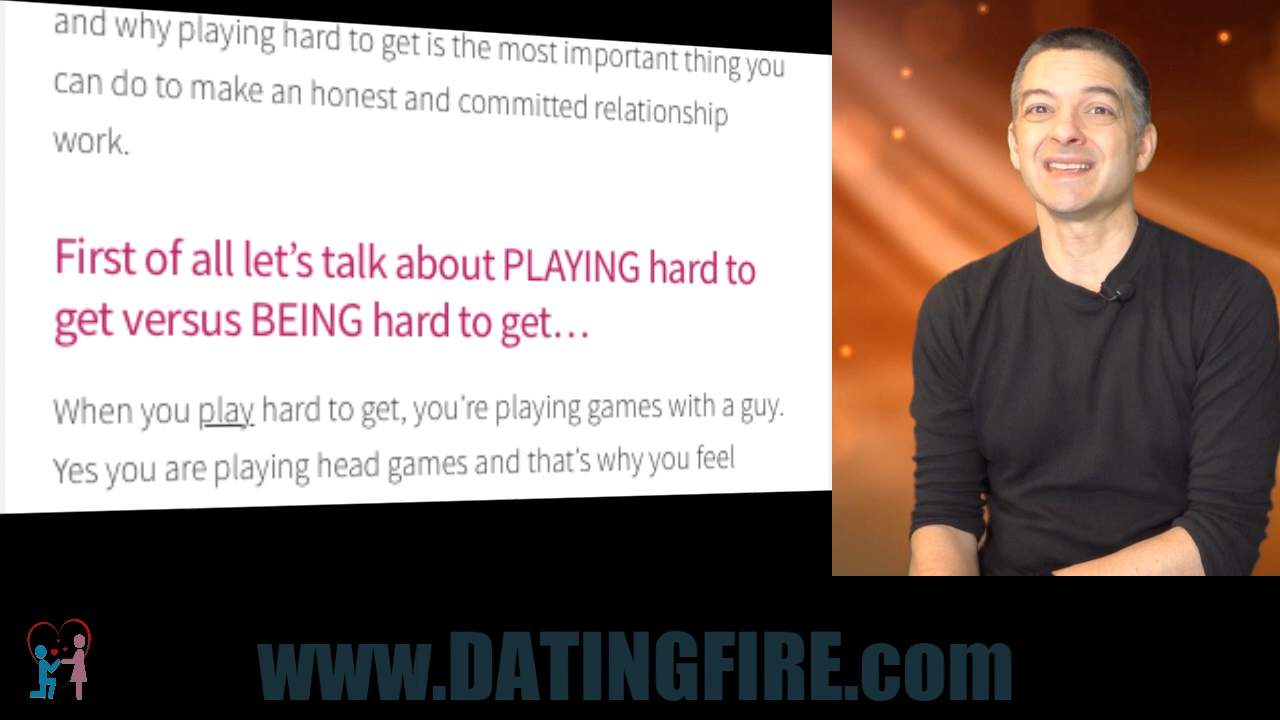 and why playing hard to get is the most important thing you
can do to make an honest and committed relationship
work.
First of all let's talk about PLAYING hard to
get versus BEING hard to get…
When you play hard to get, you're playing games with a guy.
Yes you are playing head games and that's why you feel
www.DATINGFIRE.com